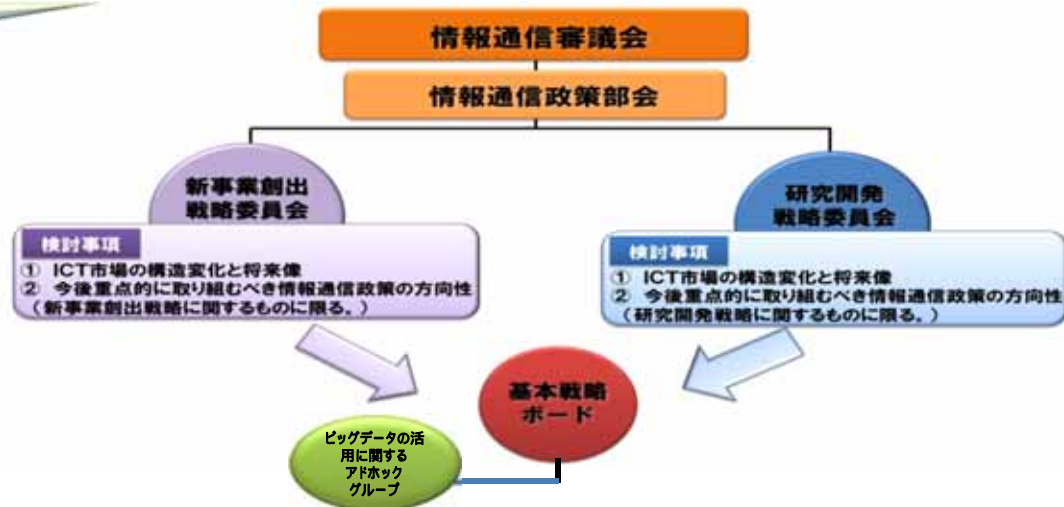 情報通信審議会
情報通信政策部会
新事業創出
戦略委員会
検討事項
① ICT市場の構造変化と将来像
② 今後重点的に取り組むべき情報通信政策の方向性
（新事業創出戦略に関するものに限る。）
研究開発
戦略委員会
検討事項
① ICT市場の構造変化と将来像
② 今後重点的に取り組むべき情報通信政策の方向性
（研究開発戦略に関するものに限る。）
基本戦略
ボード
ビッグデータの活
用に関する
アドホック
グループ